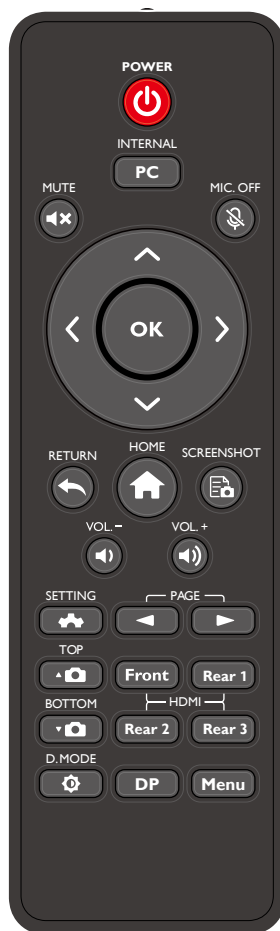 POWER
INTERNAL
PC
MUTE MIC. OFF
OK
RETURN HOME SCREENSHOT
VOL. – VOL. +
SETTING PAGE
TOP
Front Rear 1
BOTTOM HDMI
Rear 2 Rear 3
D.MODE
DP Menu